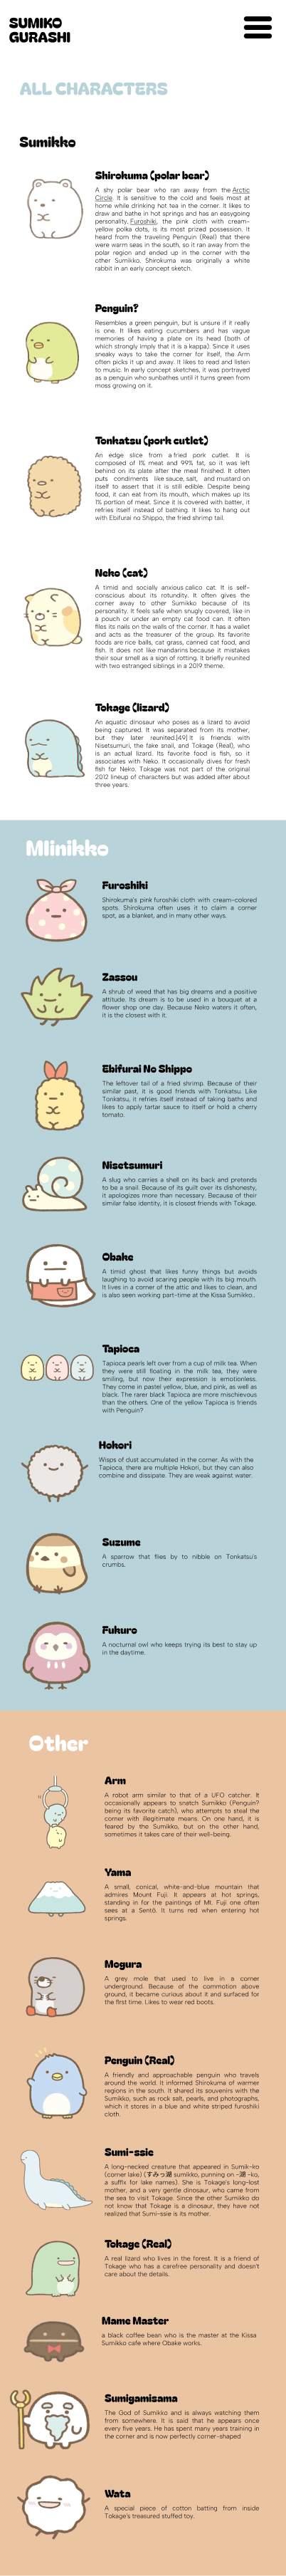 SUMIKO
GURASHI
ALL CHARACTERS
Sumikko
Shirokuma (polar bear)
A shy polar bear who ran away from the Arctic
Circle. It is sensitive to the cold and feels most at
home while drinking hot tea in the corner. It likes to
draw and bathe in hot springs and has an easygoing
personality. Furoshiki, the pink cloth with cream-
yellow polka dots, is its most prized possession. It
heard from the traveling Penguin (Real) that there
were warm seas in the south, so it ran away from the
polar region and ended up in the corner with the
other Sumikko. Shirokuma was originally a white
rabbit in an early concept sketch.
Penguin?
Resembles a green penguin, but is unsure if it really
is one. It likes eating cucumbers and has vague
memories of having a plate on its head (both of
which strongly imply that it is a kappa). Since it uses
sneaky ways to take the corner for itself, the Arm
often picks it up and away. It likes reading and listen
to music. In early concept sketches, it was portrayed
as a penguin who sunbathes until it turns green from
moss growing on it.
Tonkatsu (pork cutlet)
An edge slice from a fried pork cutlet. It is
composed of 1% meat and 99% fat, so it was left
behind on its plate after the meal finished. It often
puts condiments like sauce, salt, and mustard on
itself to assert that it is still edible. Despite being
food, it can eat from its mouth, which makes up its
1% portion of meat. Since it is covered with batter, it
refries itself instead of bathing. It likes to hang out
with Ebifurai no Shippo, the fried shrimp tail.
Neko (cat)
A timid and socially anxious calico cat. It is self-
conscious about its rotundity. It often gives the
corner away to other Sumikko because of its
personality. It feels safe when snugly covered, like in
a pouch or under an empty cat food can. It often
files its nails on the walls of the corner. It has a wallet
and acts as the treasurer of the group. Its favorite
foods are rice balls, cat grass, canned cat food, and
fish. It does not like mandarins because it mistakes
their sour smell as a sign of rotting. It briefly reunited
with two estranged siblings in a 2019 theme.
Tokage (lizard)
An aquatic dinosaur who poses as a lizard to avoid
being captured. It was separated from its mother,
but they later reunited.[49] It is friends with
Nisetsumuri, the fake snail, and Tokage (Real), who
is an actual lizard. Its favorite food is fish, so it
associates with Neko. It occasionally dives for fresh
fish for Neko. Tokage was not part of the original
2012 lineup of characters but was added after about
three years.
Mlinikko
Furoshiki
Shirokuma's pink furoshiki cloth with cream-colored
spots. Shirokuma often uses it to claim a corner
spot, as a blanket, and in many other ways.
Zassou
A shrub of weed that has big dreams and a positive
attitude. Its dream is to be used in a bouquet at a
flower shop one day. Because Neko waters it often,
it is the closest with it.
Ebifurai No Shippo
The leftover tail of a fried shrimp. Because of their
similar past, it is good friends with Tonkatsu. Like
Tonkatsu, it refries itself instead of taking baths and
likes to apply tartar sauce to itself or hold a cherry
tomato.
Nisetsumuri
A slug who carries a shell on its back and pretends
to be a snail. Because of its guilt over its dishonesty,
it apologizes more than necessary. Because of their
similar false identity, it is closest friends with Tokage.
Obake
A timid ghost that likes funny things but avoids
laughing to avoid scaring people with its big mouth.
It lives in a corner of the attic and likes to clean, and
is also seen working part-time at the Kissa Sumikko.
Tapioca
Tapioca pearls left over from a cup of milk tea. When
they were still floating in the milk tea, they were
smiling, but now their expression is emotionless.
They come in pastel yellow, blue, and pink, as well as
black. The rarer black Tapioca are more mischievous
than the others. One of the yellow Tapioca is friends
with Penguin?
Hokori
Wisps of dust accumulated in the corner. As with the
Tapioca, there are multiple Hokori, but they can also
combine and dissipate. They are weak against water.
Suzume
A sparrow that flies by to nibble on Tonkatsu's
crumbs.
Fukuro
A nocturnal owl who keeps trying its best to stay up
in the daytime.
Other
Arm
A robot arm similar to that of a UFO catcher. It
occasionally appears to snatch Sumikko (Penguin?
being its favorite catch), who attempts to steal the
corner with illegitimate means. On one hand, it is
feared by the Sumikko, but on the other hand,
sometimes it takes care of their well-being.
Yama
A small, conical, white-and-blue mountain that
admires Mount Fuji. It appears at hot springs,
standing in for the paintings of Mt. Fuji one often
sees at a Sentō. It turns red when entering hot
springs.
Mogura
A grey mole that used to live in a corner
underground. Because of the commotion above
ground, it became curious about it and surfaced for
the first time. Likes to wear red boots.
Penguin (Real)
A friendly and approachable penguin who travels
around the world. It informed Shirokuma of warmer
regions in the south. It shared its souvenirs with the
Sumikko, such as rock salt, pearls, and photographs,
which it stores in a blue and white striped furoshiki
cloth.
Sumi-ssie
A long-necked creature that appeared in Sumik-ko
(corner lake) (すみっ湖 sumikko, punning on -湖 -ko,
a suffix for lake names). She is Tokage's long-lost
mother, and a very gentle dinosaur, who came from
the sea to visit Tokage. Since the other Sumikko do
not know that Tokage is a dinosaur, they have not
realized that Sumi-ssie is its mother.
Tokage (Real)
A real lizard who lives in the forest. It is a friend of
Tokage who has a carefree personality and doesn't
care about the details.
Mame Master
a black coffee bean who is the master at the Kissa
Sumikko cafe where Obake works.
Sumigamisama
The God of Sumikko and is always watching them
from somewhere. It is said that he appears once
every five years. He has spent many years training in
the corner and is now perfectly corner-shaped
Wata
A special piece of cotton batting from inside
Tokage's treasured stuffed toy.